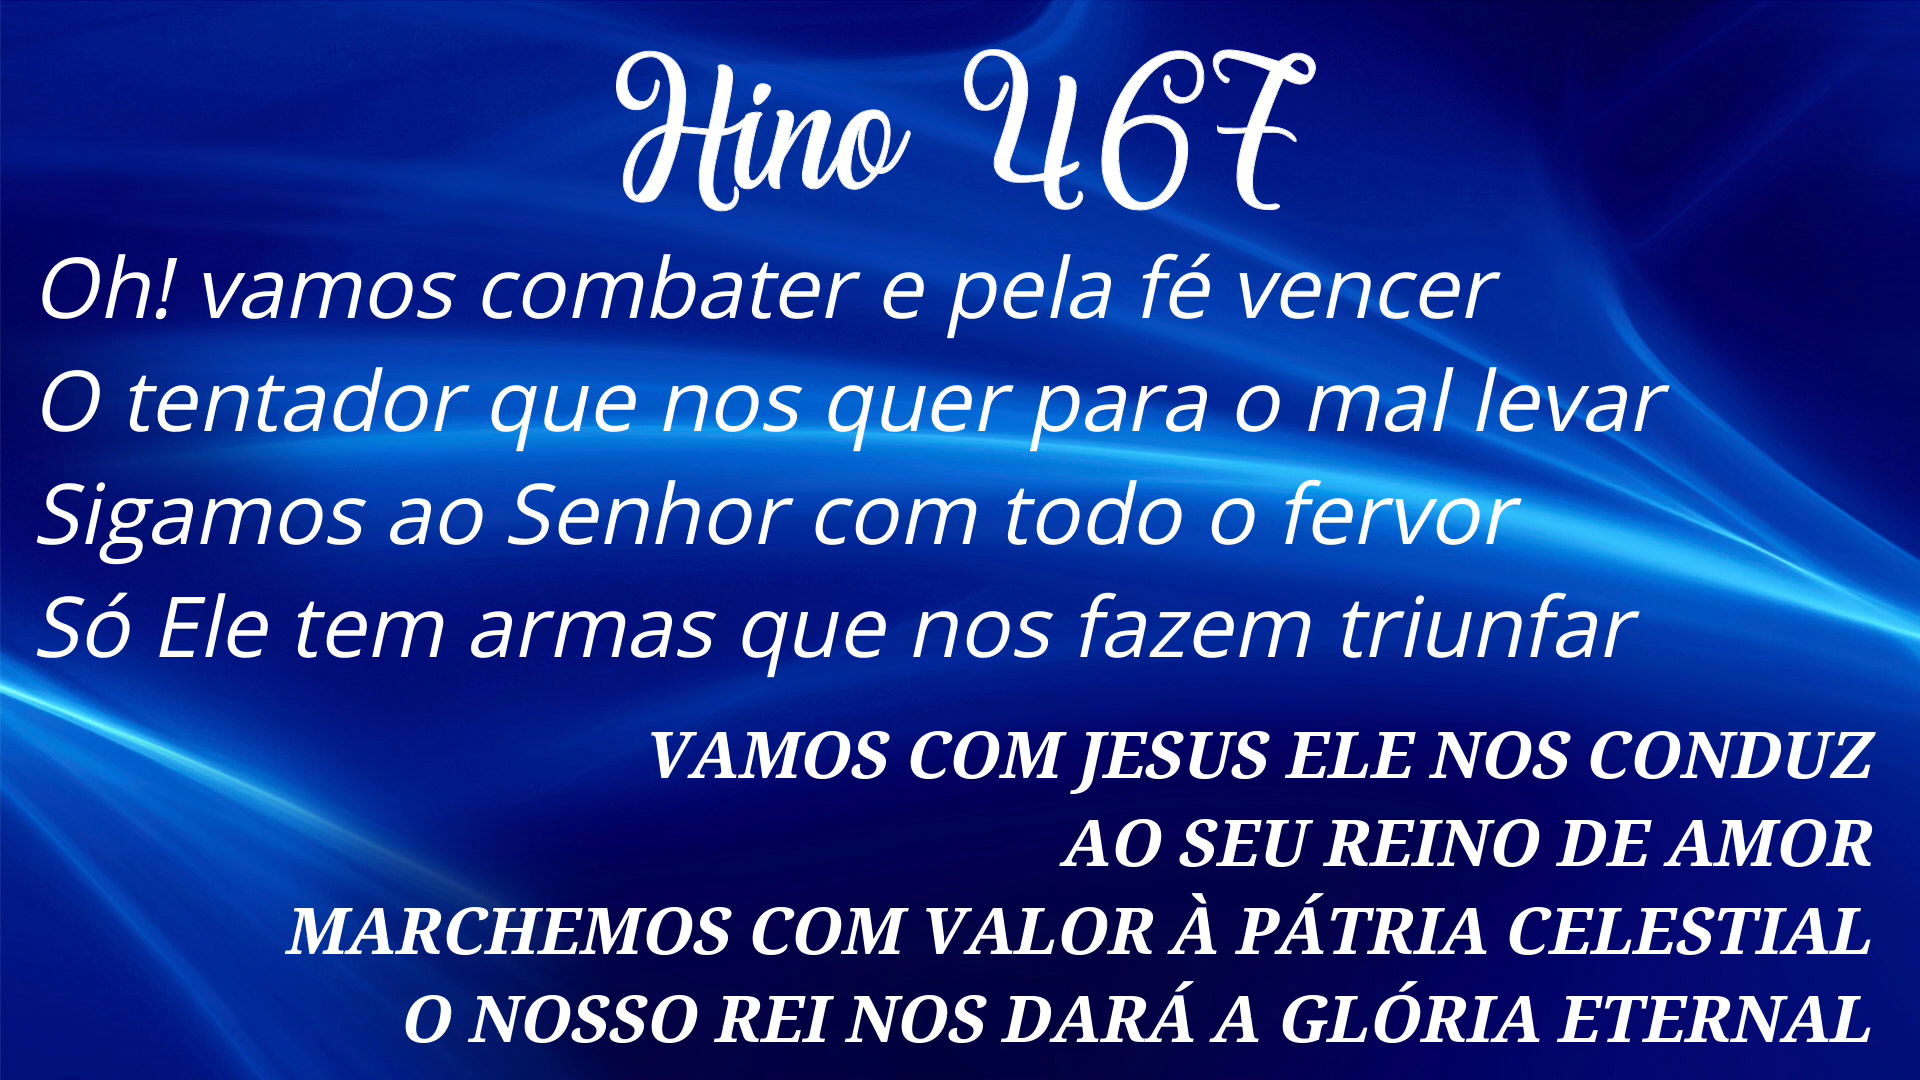 Hino 467
Oh! vamos combater e pela fé vencer
O tentador que nos quer para o mal levar
Sigamos ao Senhor com todo o fervor
Só Ele tem armas que nos fazem triunfar
VAMOS COM JESUS ELE NOS CONDUZ
AO SEU REINO DE AMOR
MARCHEMOS COM VALOR À PÁTRIA CELESTIAL
O NOSSO REI NOS DARÁ A GLÓRIA ETERNAL